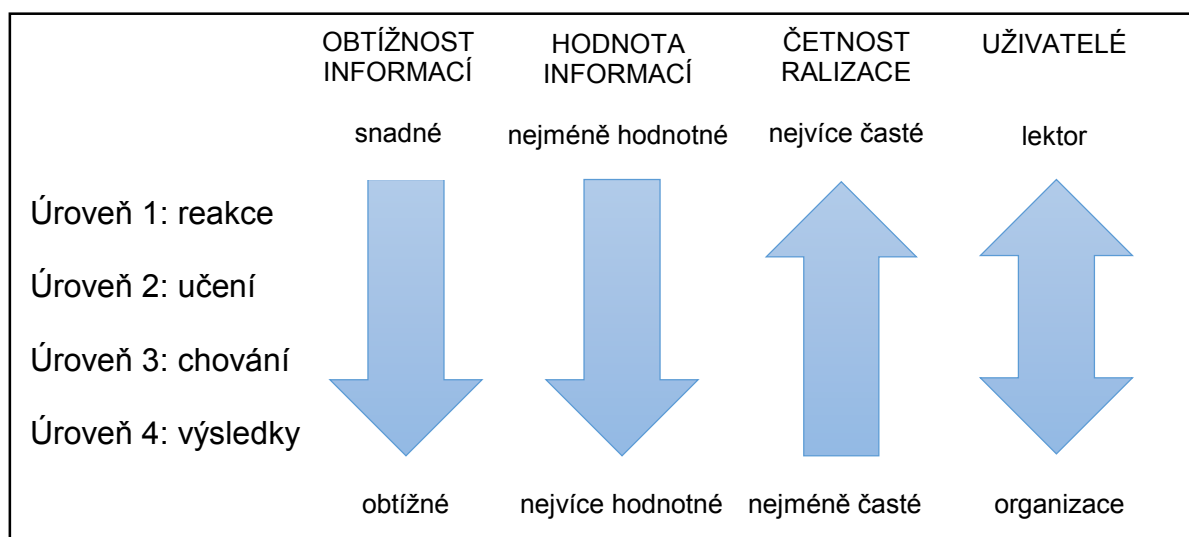 OBTÍŽNOST
INFORMACÍ
HODNOTA
INFORMACÍ
ČETNOST
RALIZACE
UŽIVATELÉ
snadné
nejméně hodnotné
nejvíce časté
lektor
Úroveň 1: reakce
Úroveň 2: učení
Úroveň 3: chování
Úroveň 4: výsledky
obtížné
nejvíce hodnotné
nejméně časté
organizace